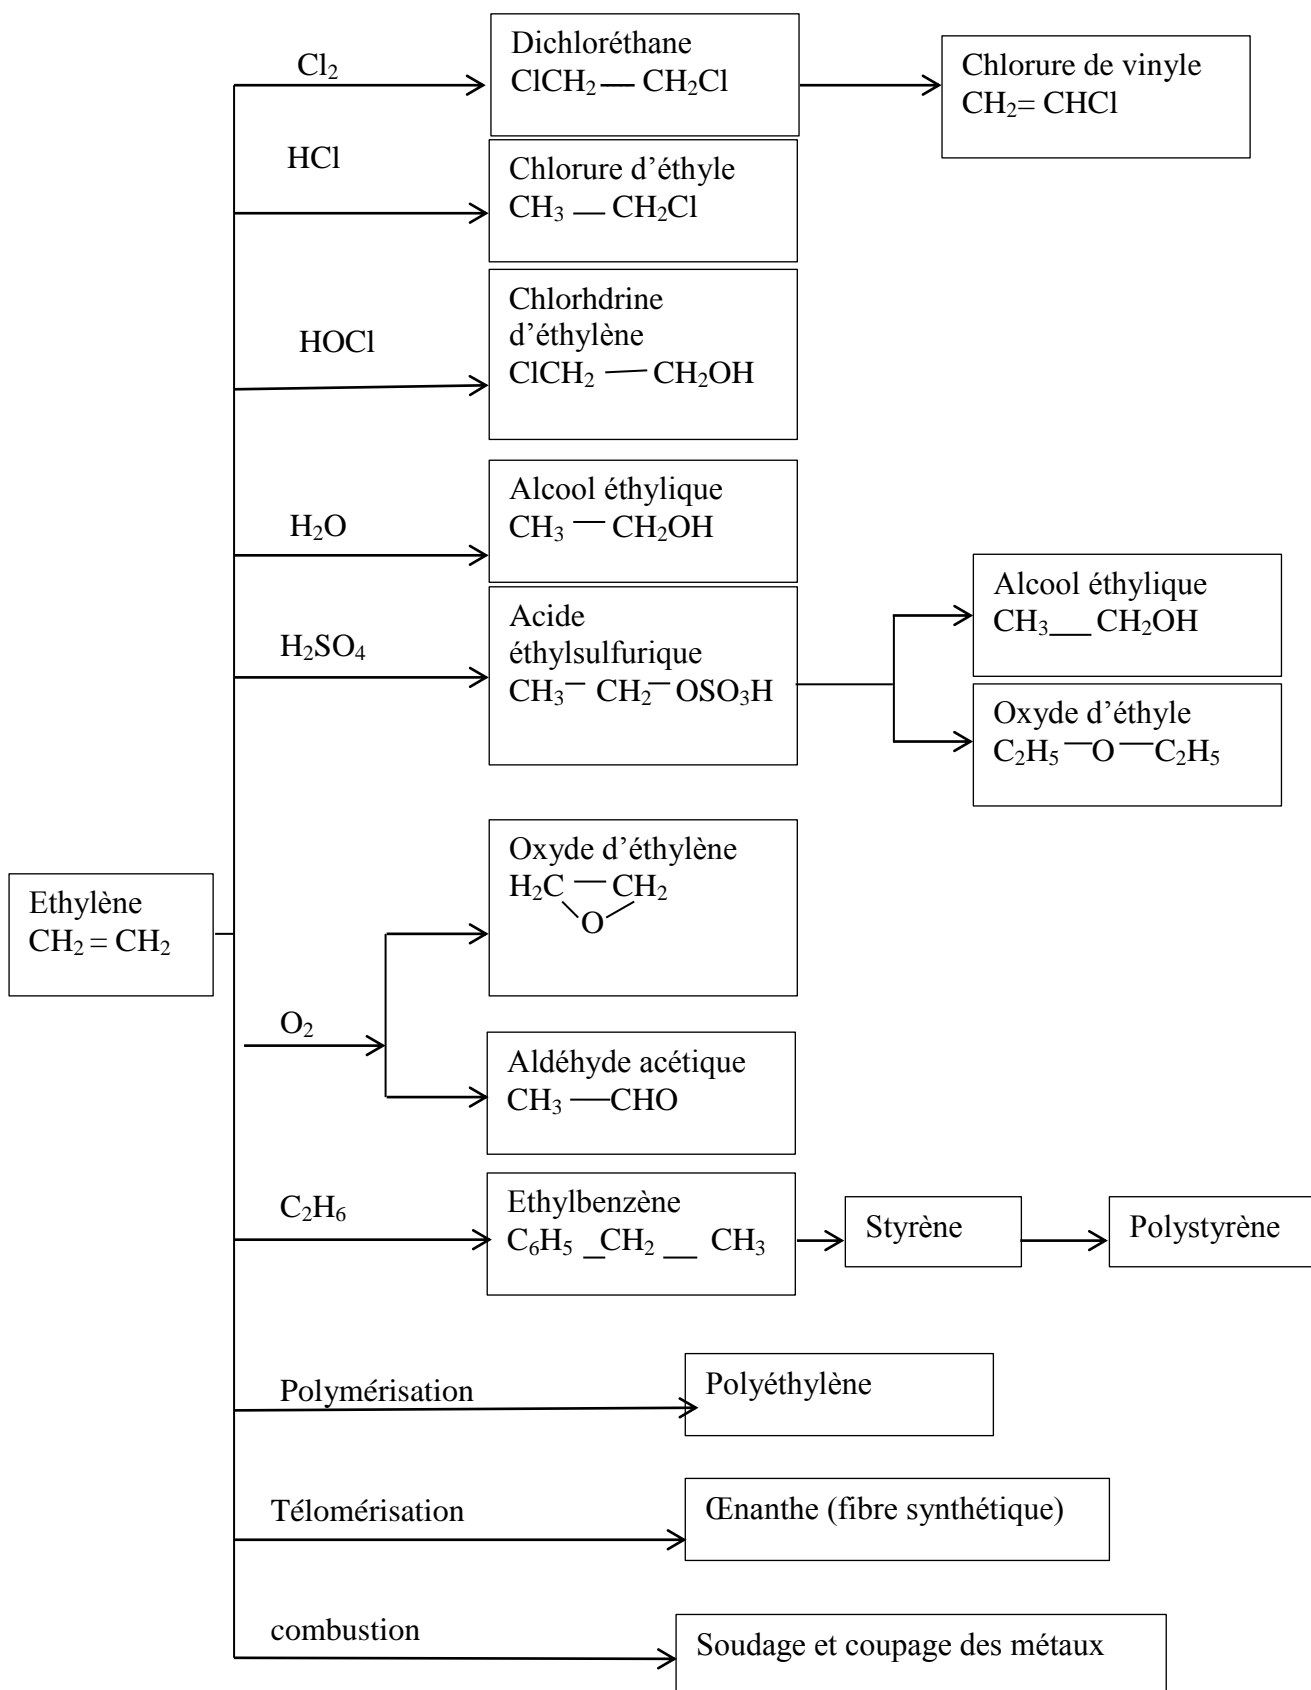 Cl₂
Dichloréthane
ClCH₂— CH₂Cl
Chlorure de vinyle
CH₂= CHCl
HCl
Chlorure d’éthyle
CH₃ — CH₂Cl
HOCl
Chlorhdrine
d’éthylène
ClCH₂ — CH₂OH
H₂O
Alcool éthylique
CH₃ — CH₂OH
H₂SO₄
Acide
éthylsulfurique
CH₃— CH₂— OSO₃H
Alcool éthylique
CH₃__ CH₂OH
Oxyde d’éthyle
C₂H₅ —O —C₂H₅
Oxyde d’éthylène
H₂C — CH₂
O
Ethylène
CH₂ = CH₂
O₂
Aldéhyde acétique
CH₃ —CHO
C₂H₆
Ethylbenzène
C₆H₅ _CH₂ __ CH₃
Styrène
Polystyrène
Polymérisation
Polyéthylène
Télomérisation
Œnanthe (fibre synthétique)
combustion
Soudage et coupage des métaux